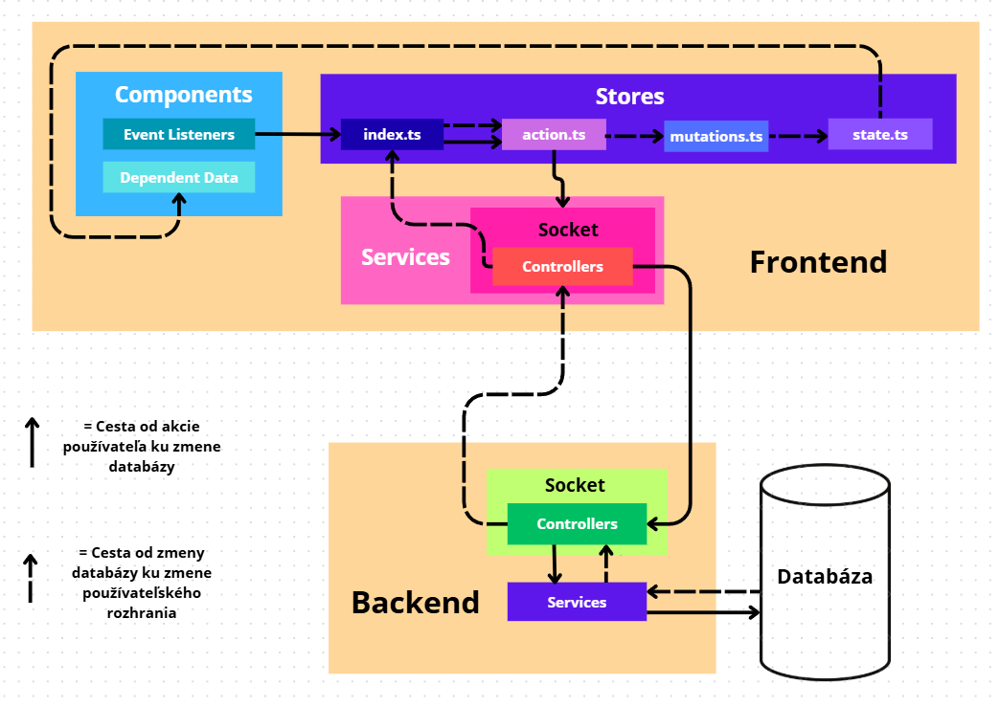 Components
Event Listeners
Dependent Data
Stores
index.ts
action.ts
mutations.ts
state.ts
Services
Socket
Controllers
Frontend
= Cesta od akcie
používateľa ku zmene
databázy
= Cesta od zmeny
databázy ku zmene
používateľského
rozhrania
Backend
Socket
Controllers
Services
Databáza